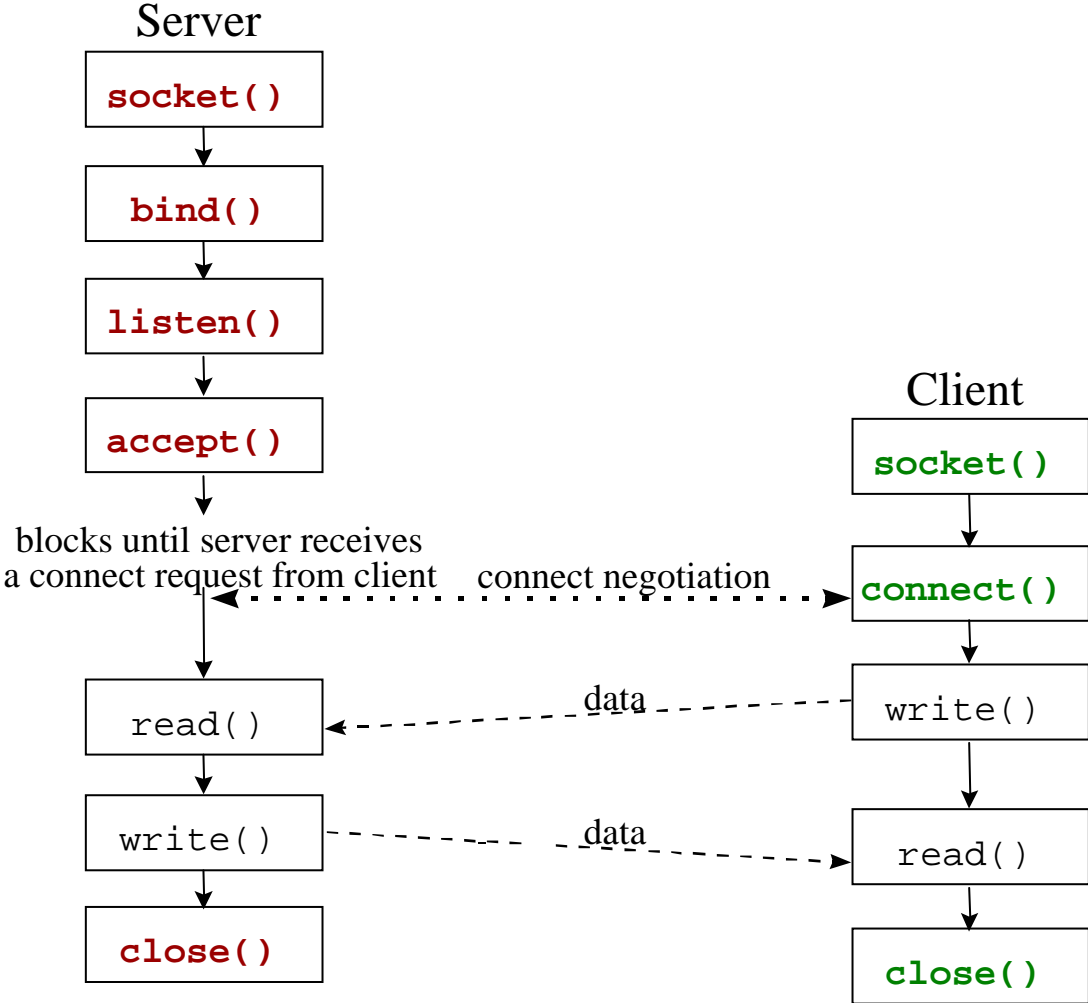 Server
socket()
bind()
listen()
accept()
blocks until server receives
a connect request from client
connect negotiation
read()
write()
close()
data
data
Client
socket()
connect()
write()
read()
close()